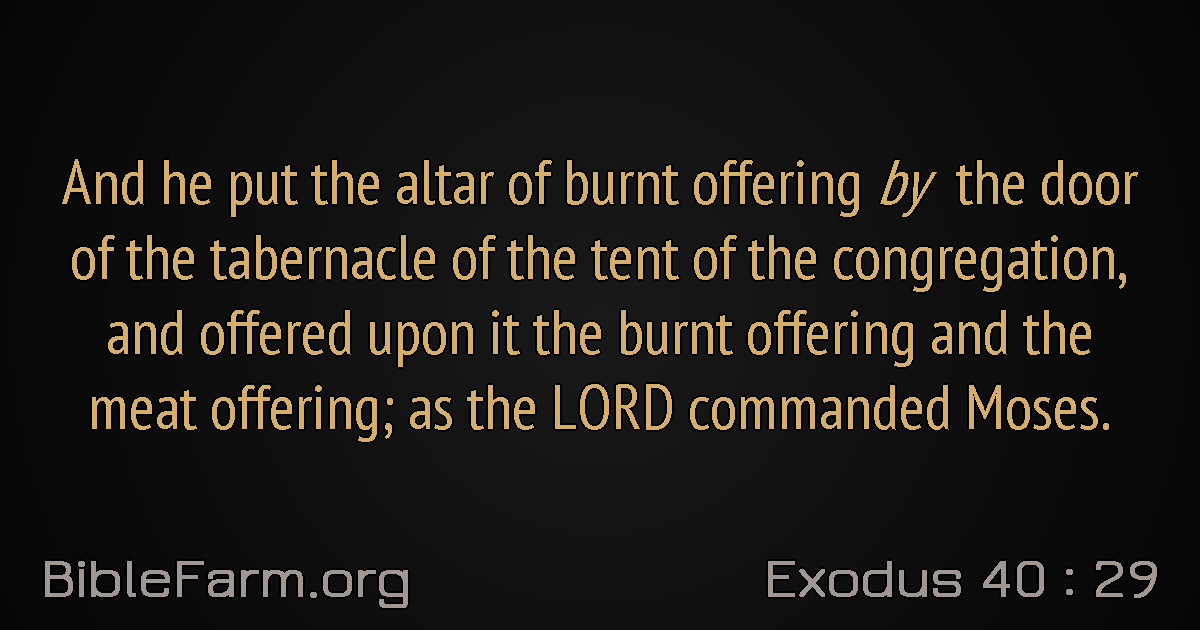 And he put the altar of burnt offering by the door
of the tabernacle of the tent of the congregation,
and offered upon it the burnt offering and the
meat offering; as the LORD commanded Moses.
BibleFarm.org
Exodus 40 : 29